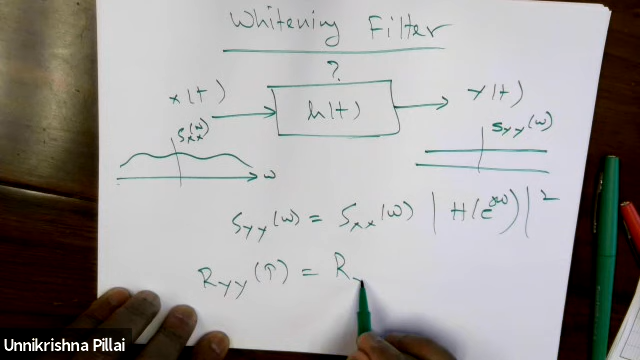 Whitening Filter
?
x(t) h(t) y(t)
Sxx(ω) Syy(ω)
ω
Syy(ω) = Sxx(ω) |H(e^jω)|^2
Ryy(τ) = R
Unnikrishna Pillai